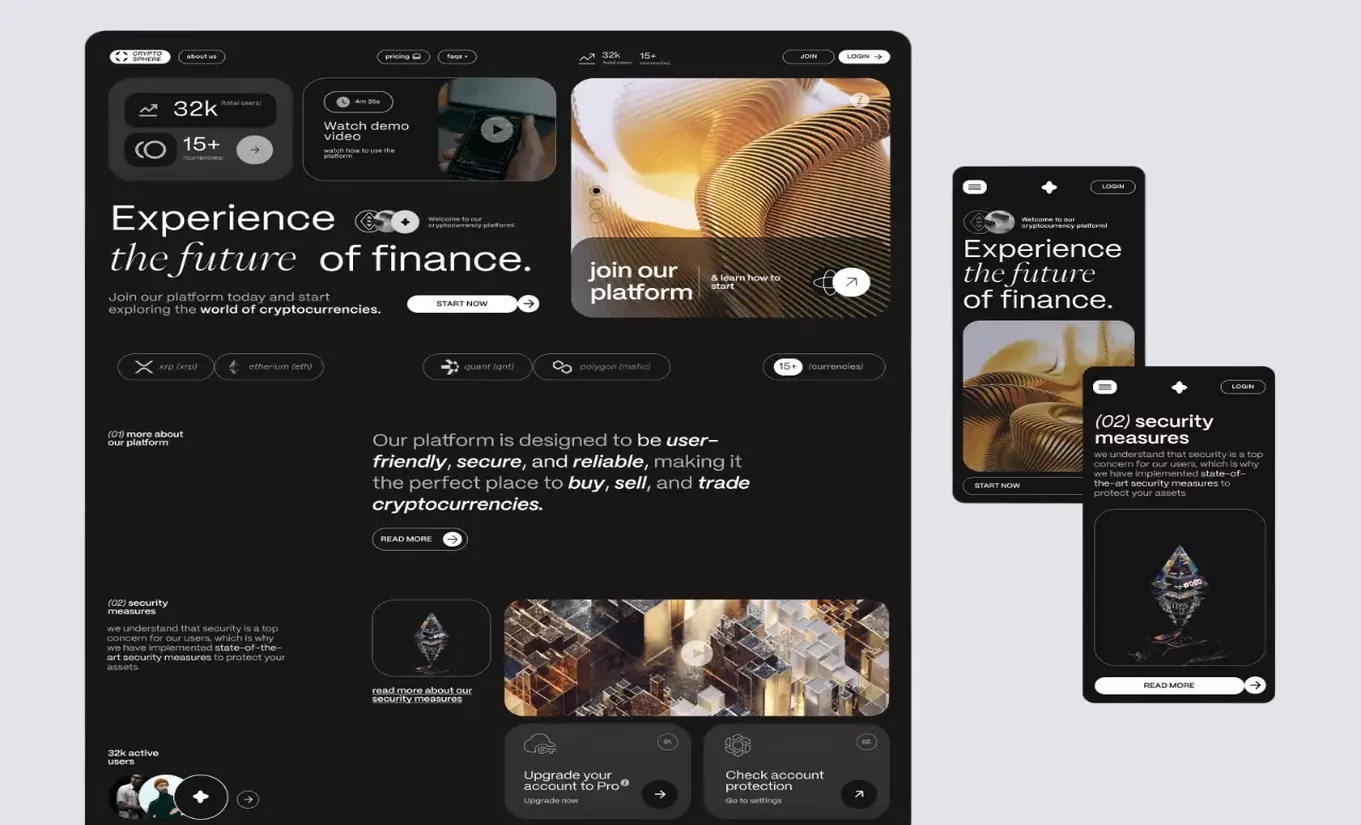 CRYPTO
SPHERE
about us
pricing
faqs
32k
/total users/
15+
/currencies/
JOIN
LOGIN
32k /total users/
15+
/currencies/
4m 35s
Watch demo
video
watch how to use the
platform
Experience
Welcome to our
cryptocurrency platform!
the future of finance.
Join our platform today and start
exploring the world of cryptocurrencies.
START NOW
join our
platform
& learn how to
start
xrp (xrp)
etherium (eth)
quant (qnt)
polygon (matic)
15+ /currencies/
(01) more about
our platform
Our platform is designed to be user-
friendly, secure, and reliable, making it
the perfect place to buy, sell, and trade
cryptocurrencies.
READ MORE
(02) security
measures
we understand that security is a top
concern for our users, which is why
we have implemented state-of-the-
art security measures to protect your
assets
read more about our
security measures
32k active
users
01.
Upgrade your
account to Pro
Upgrade now
02.
Check account
protection
Go to settings
LOGIN
Welcome to our
cryptocurrency platform!
Experience
the future
of finance.
START NOW
LOGIN
(02) security
measures
we understand that security is a top
concern for our users, which is why
we have implemented state-of-
the-art security measures to
protect your assets
READ MORE